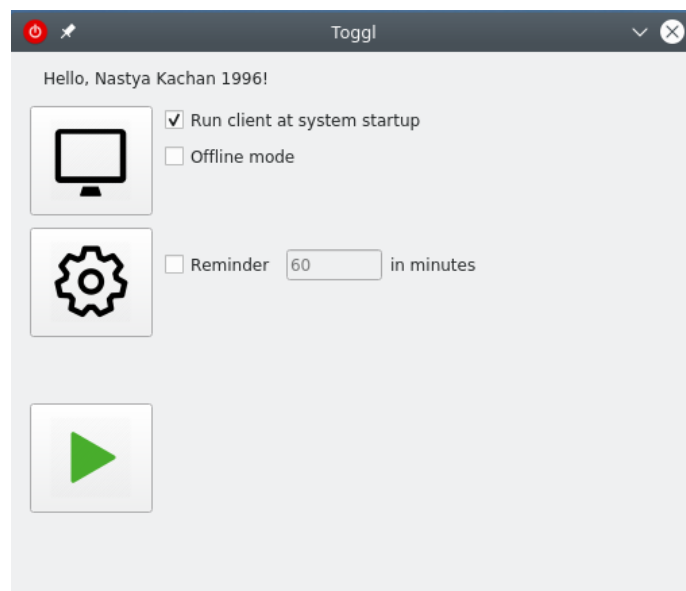 Toggl
Hello, Nastya Kachan 1996!
Run client at system startup
Offline mode
Reminder 60 in minutes